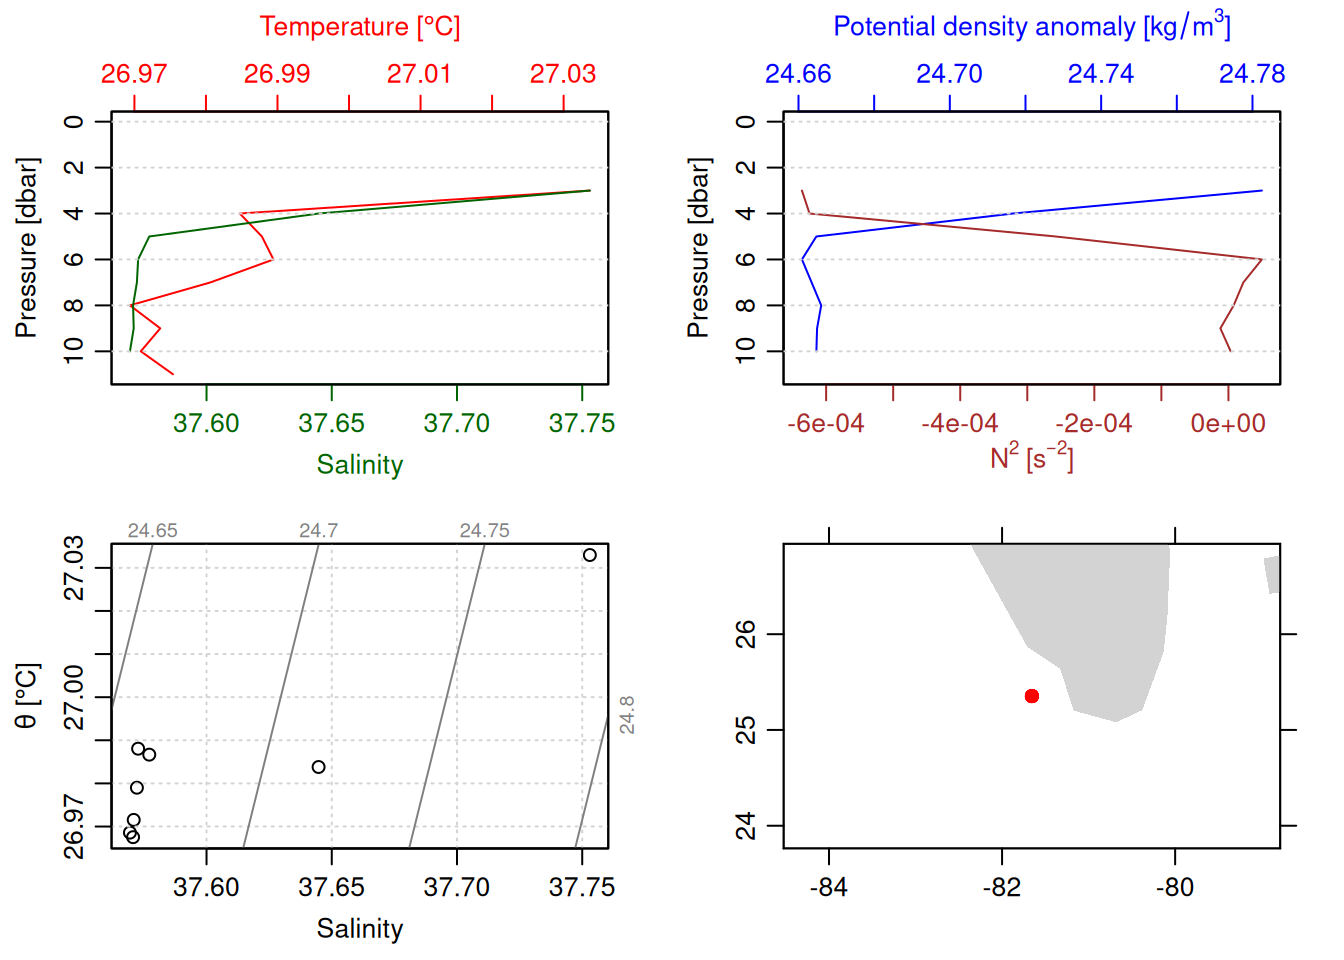 Temperature [°C]
26.97 26.99 27.01 27.03
0
2
4
6
8
10
Pressure [dbar]
37.60 37.65 37.70 37.75
Salinity
Potential density anomaly [kg/m³]
24.66 24.70 24.74 24.78
0
2
4
6
8
10
Pressure [dbar]
-6e-04 -4e-04 -2e-04 0e+00
N² [s⁻²]
24.65 24.7 24.75
24.8
27.03
27.00
26.97
θ [°C]
37.60 37.65 37.70 37.75
Salinity
26
25
24
-84 -82 -80